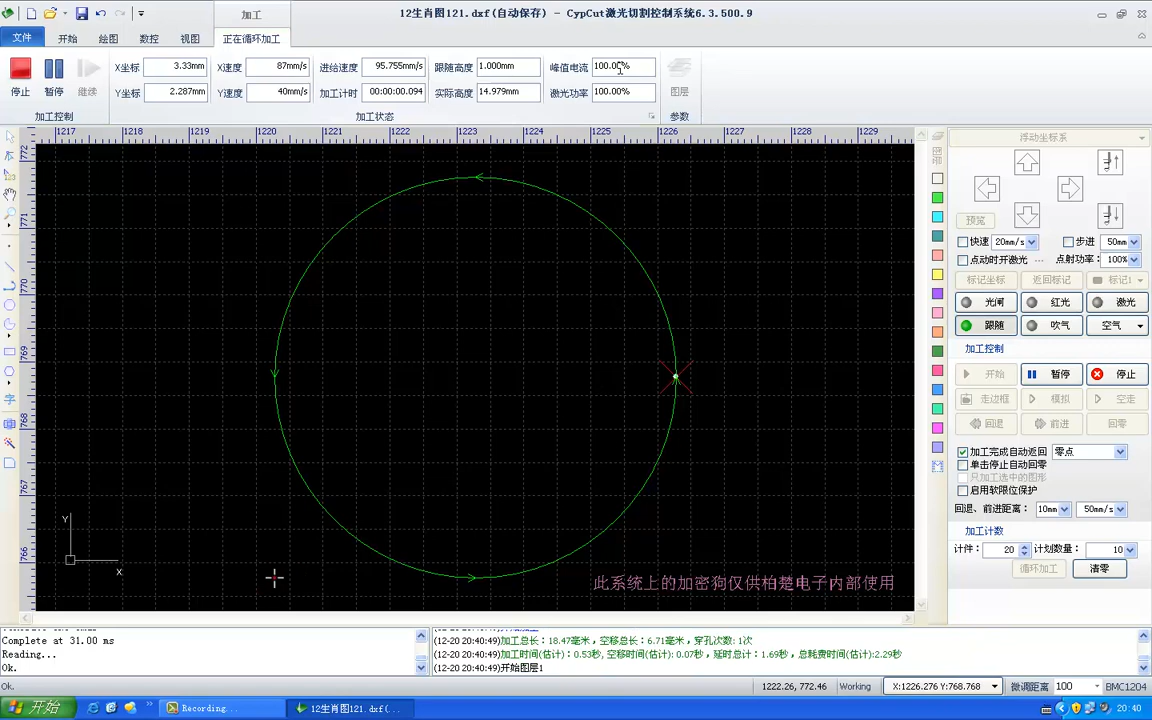 加工
12生肖图121.dxf(自动保存) - CypCut激光切割控制系统6.3.500.9
文件 开始 绘图 数控 视图 正在循环加工
停止 暂停 继续
加工控制
X坐标 3.33mm X速度 87mm/s 进给速度 95.755mm/s 跟随高度 1.000mm 峰值电流 100.00%
Y坐标 2.287mm Y速度 40mm/s 加工计时 00:00:00.094 实际高度 14.979mm 激光功率 100.00%
加工状态
图层
参数
1217 1218 1219 1220 1221 1222 1223 1224 1225 1226 1227 1228 1229
772
771
770
769
768
767
766
123
字
图层
Y
X
此系统上的加密狗仅供柏楚电子内部使用
浮动坐标系
预览
快速 20mm/s 步进 50mm
点动时开激光 ... 点射功率： 100%
标记坐标 返回标记 标记1
光闸 红光 激光
跟随 吹气 空气
加工控制
开始 暂停 停止
走边框 模拟 空走
回退 前进 回零
加工完成自动返回 零点
单击停止自动回零
只加工选中的图形
启用软限位保护
回退、前进距离： 10mm 50mm/s
加工计数
计件： 20 计划数量： 10
循环加工 清零
Complete at 31.00 ms
Reading...
Ok.
(12-20 20:40:49)加工总长：18.47毫米，空移总长：6.71毫米，穿孔次数：1次
(12-20 20:40:49)加工时间(估计)：0.53秒，空移时间(估计)：0.07秒，延时总计：1.69秒，总耗费时间(估计)：2.29秒
(12-20 20:40:49)开始图层1
Ok.
1222.26, 772.46 Working X:1226.276 Y:768.768 微调距离 100 BMC1204
开始 Recording... 12生肖图121.dxf(... 20:40